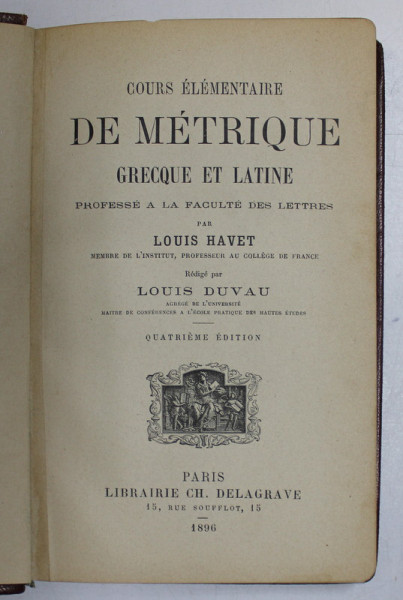 COURS ÉLÉMENTAIRE
DE MÉTRIQUE
GRECQUE ET LATINE
PROFESSÉ A LA FACULTÉ DES LETTRES
PAR
LOUIS HAVET
MEMBRE DE L'INSTITUT, PROFESSEUR AU COLLÈGE DE FRANCE
Rédigé par
LOUIS DUVAU
AGRÉGÉ DE L'UNIVERSITÉ
MAITRE DE CONFÉRENCES A L'ÉCOLE PRATIQUE DES HAUTES ÉTUDES
QUATRIÈME ÉDITION
PARIS
LIBRAIRIE CH. DELAGRAVE
15, RUE SOUFFLOT, 15
1896